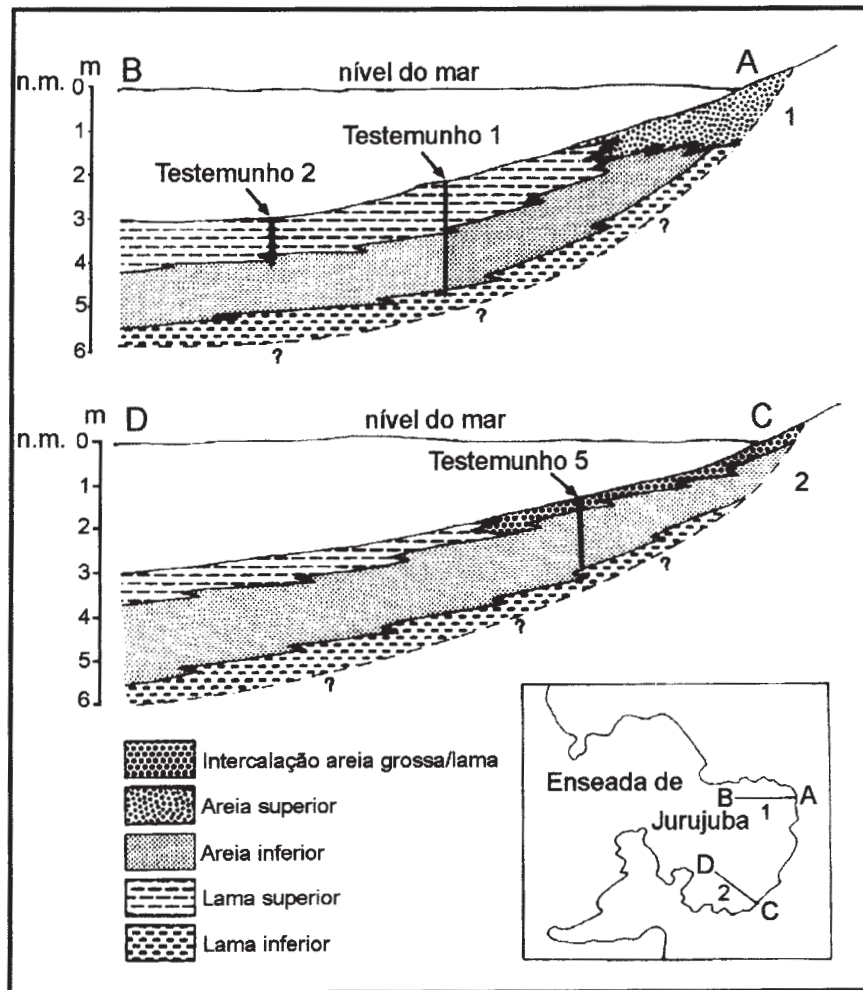 B nível do mar A
n.m. m
0
1
2
3
4
5
6
Testemunho 1
Testemunho 2
1
?
?
?
D nível do mar C
n.m. m
0
1
2
3
4
5
6
Testemunho 5
2
?
?
?
Intercalação areia grossa/lama
Areia superior
Areia inferior
Lama superior
Lama inferior
Enseada de
Jurujuba
B A
1
D
2
C